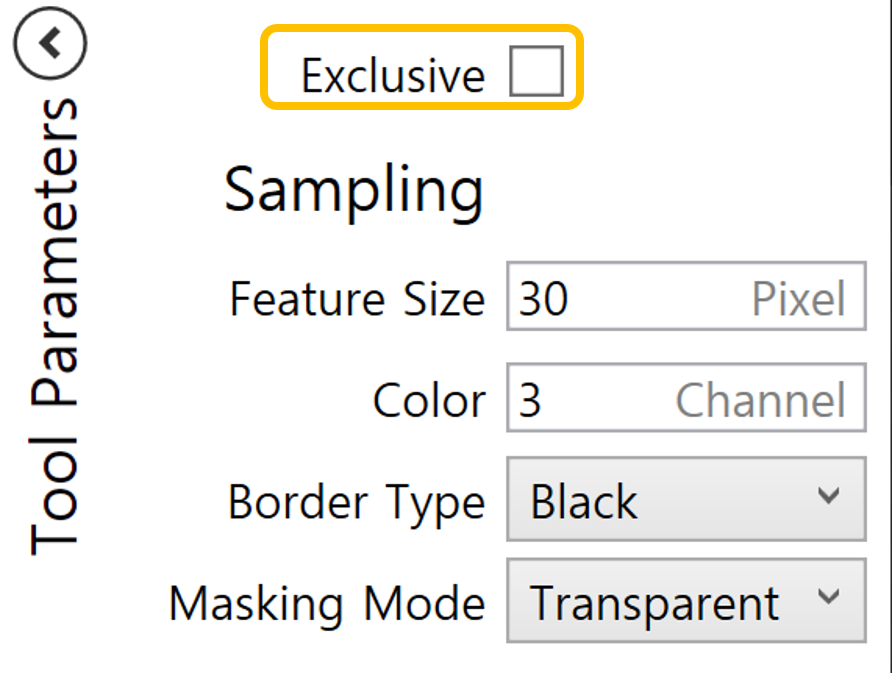 Tool Parameters
Exclusive
Sampling
Feature Size 30 Pixel
Color 3 Channel
Border Type Black
Masking Mode Transparent